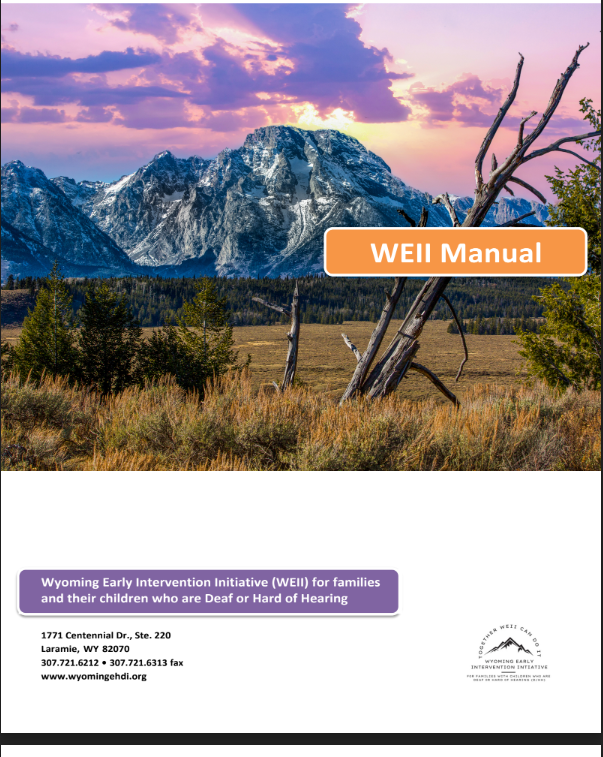 WEII Manual
Wyoming Early Intervention Initiative (WEII) for families
and their children who are Deaf or Hard of Hearing
1771 Centennial Dr., Ste. 220
Laramie, WY 82070
307.721.6212 • 307.721.6313 fax
www.wyomingehdi.org
TOGETHER WEII CAN DO IT
WYOMING EARLY
INTERVENTION INITIATIVE
FOR FAMILIES WITH CHILDREN WHO ARE
DEAF OR HARD OF HEARING